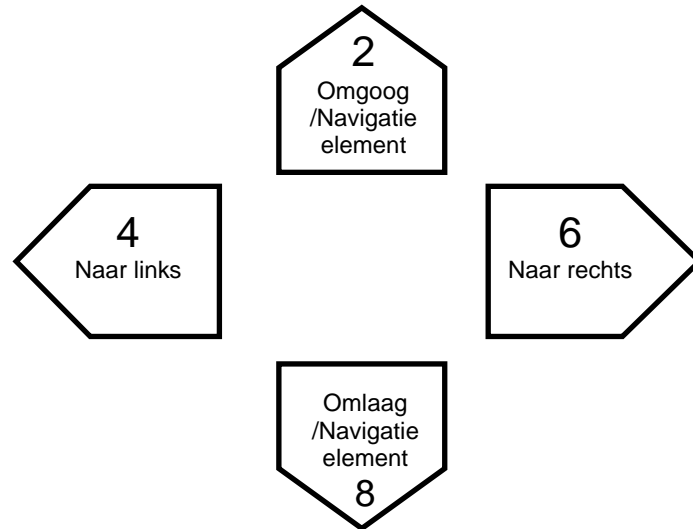 2
Omgoog
/Navigatie
element
4
Naar links
6
Naar rechts
Omlaag
/Navigatie
element
8